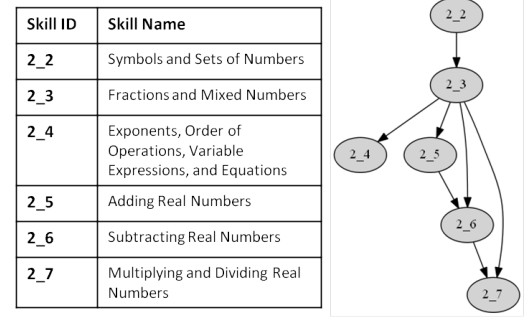 Skill ID Skill Name
2_2 Symbols and Sets of Numbers
2_3 Fractions and Mixed Numbers
2_4 Exponents, Order of
Operations, Variable
Expressions, and Equations
2_5 Adding Real Numbers
2_6 Subtracting Real Numbers
2_7 Multiplying and Dividing Real
Numbers
2_2
2_3
2_4 2_5
2_6
2_7